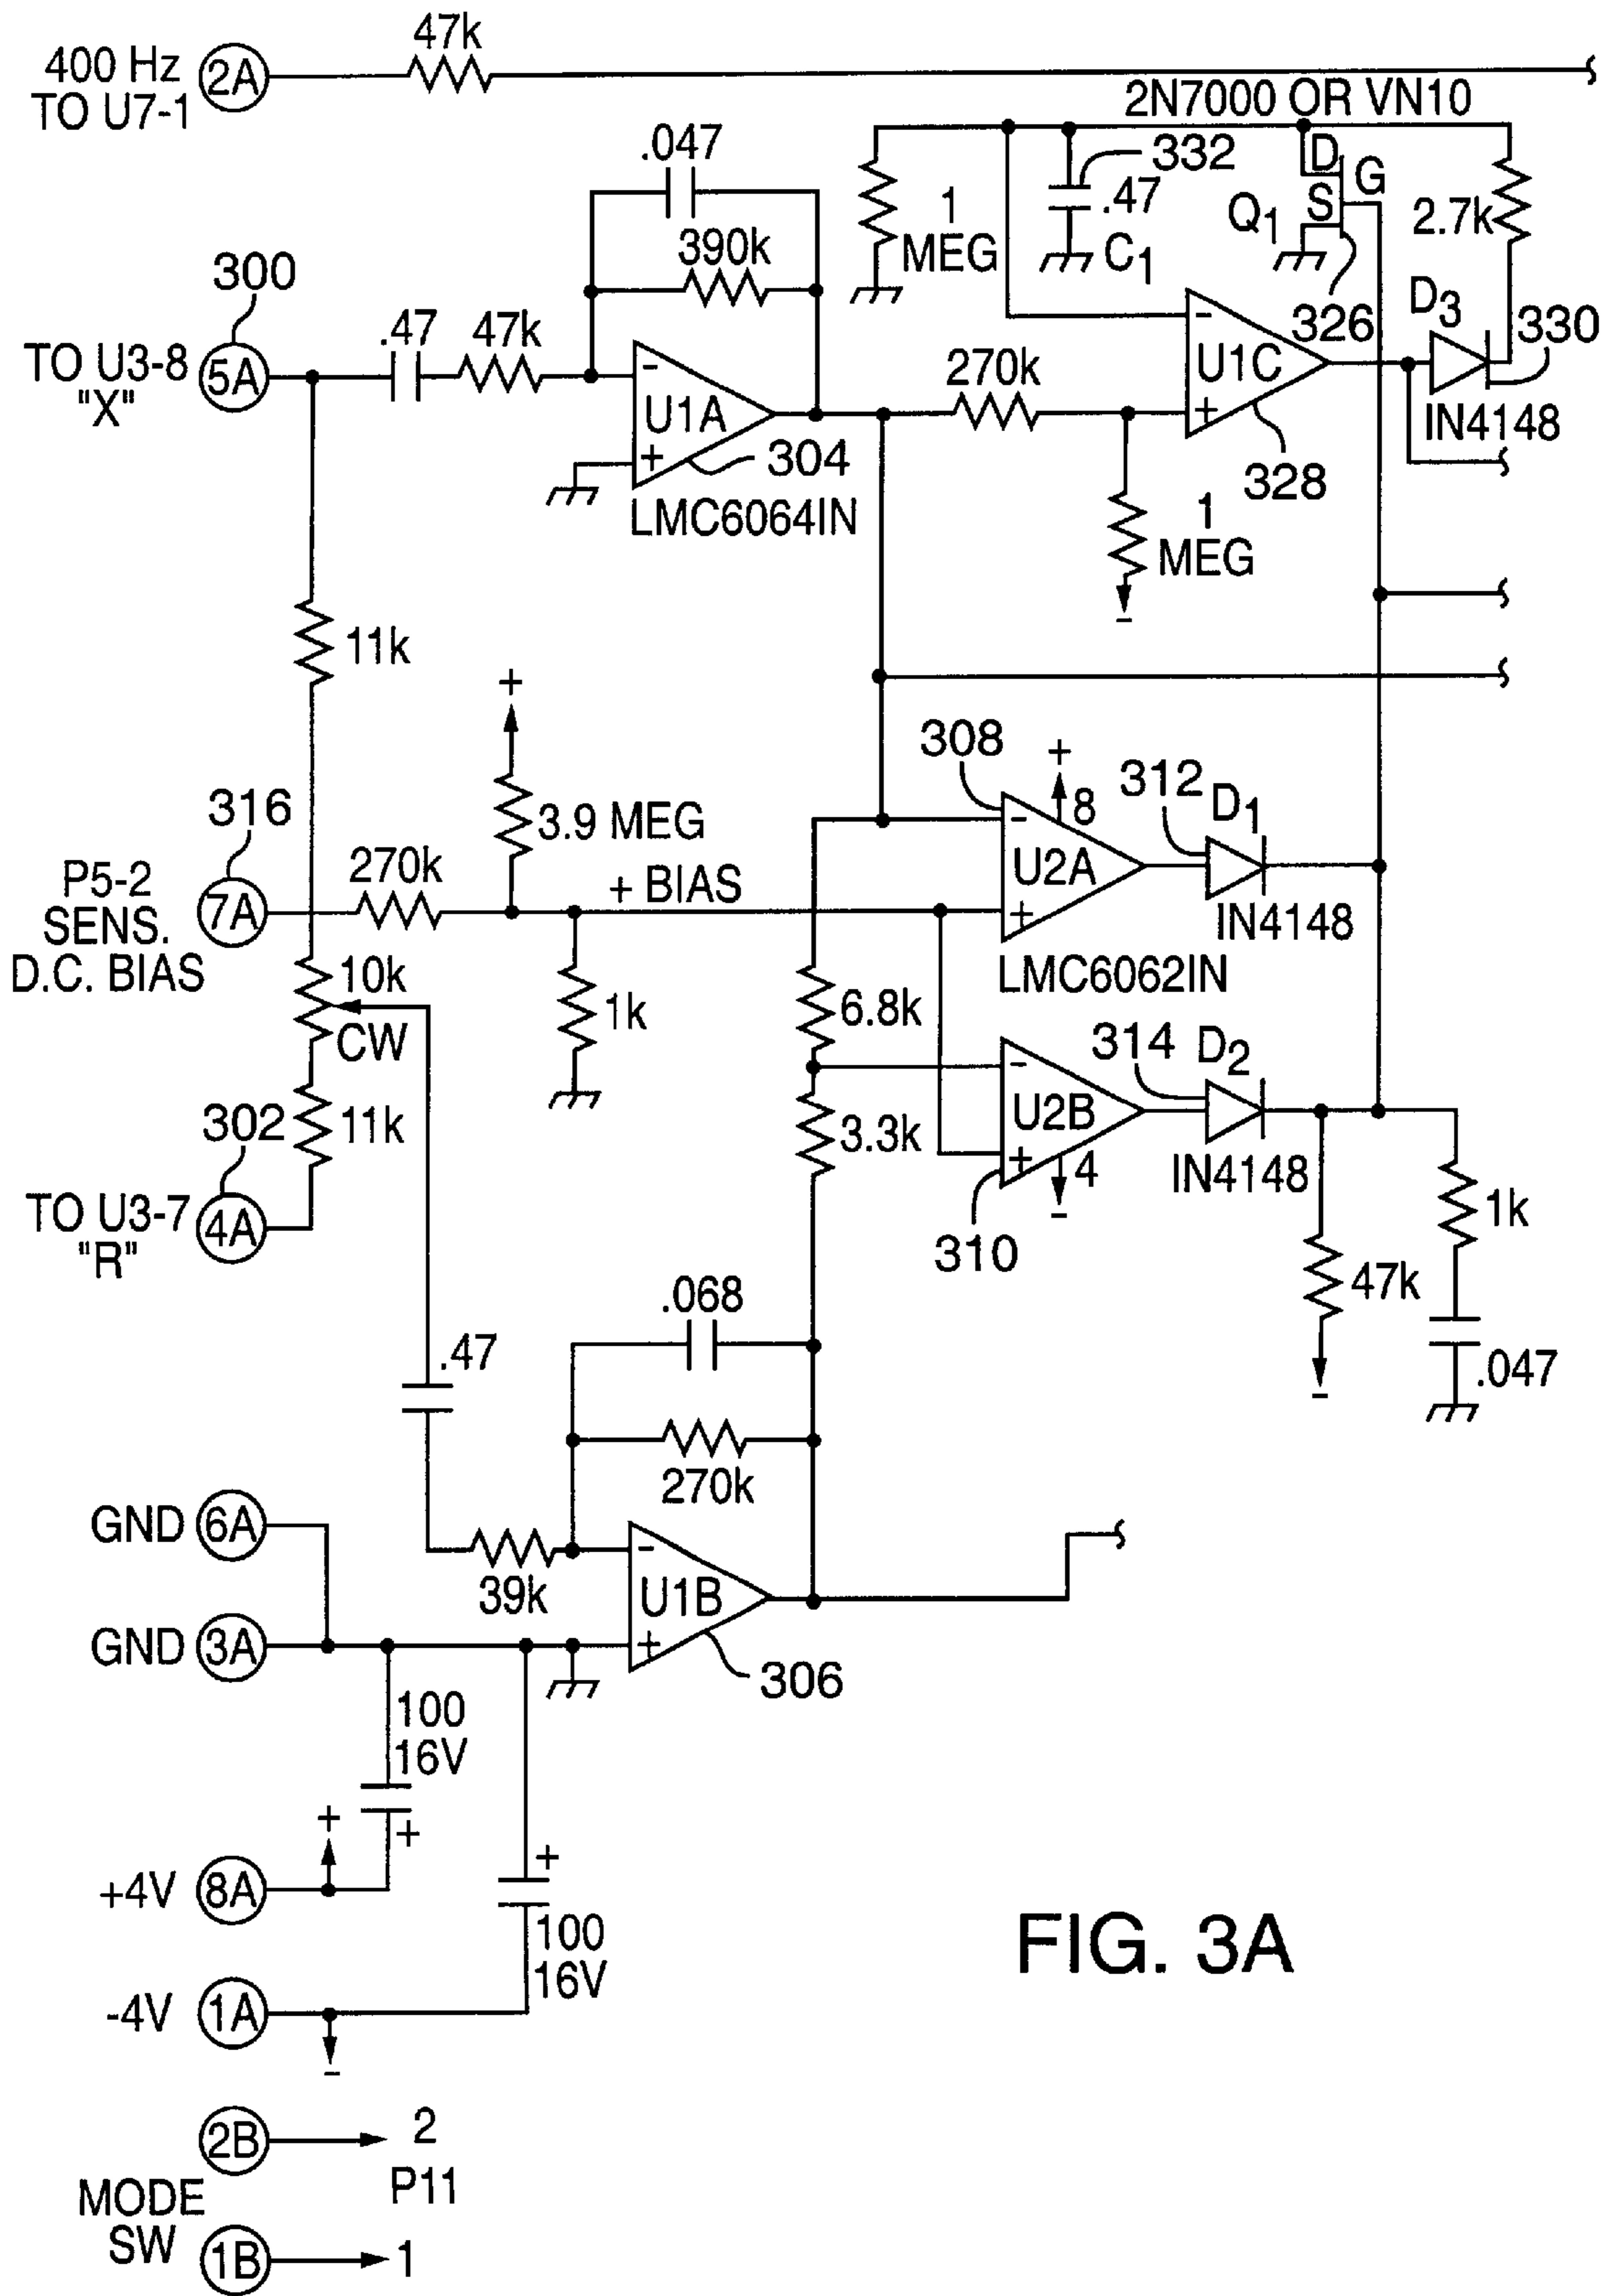 47k
400 Hz
TO U7-1
2A
2N7000 OR VN10
.047
332
D
G
.47
C1
1
MEG
Q1
S
2.7k
390k
300
326
D3
330
.47
47k
TO U3-8
"X"
5A
-
U1A
+
304
LMC6064IN
270k
-
U1C
+
IN4148
328
1
MEG
-
11k
+
308
+
8
312
D1
316
3.9 MEG
270k
P5-2
SENS.
D.C. BIAS
7A
+ BIAS
-
U2A
+
IN4148
LMC6062IN
10k
CW
1k
6.8k
314
D2
302
11k
3.3k
-
U2B
+
4
-
IN4148
TO U3-7
"R"
4A
310
1k
47k
-
.047
.068
.47
270k
GND
6A
39k
-
U1B
+
GND
3A
306
100
16V
+
+
+4V
8A
+
100
16V
FIG. 3A
-4V
1A
-
2B
2
P11
MODE
SW
1B
1